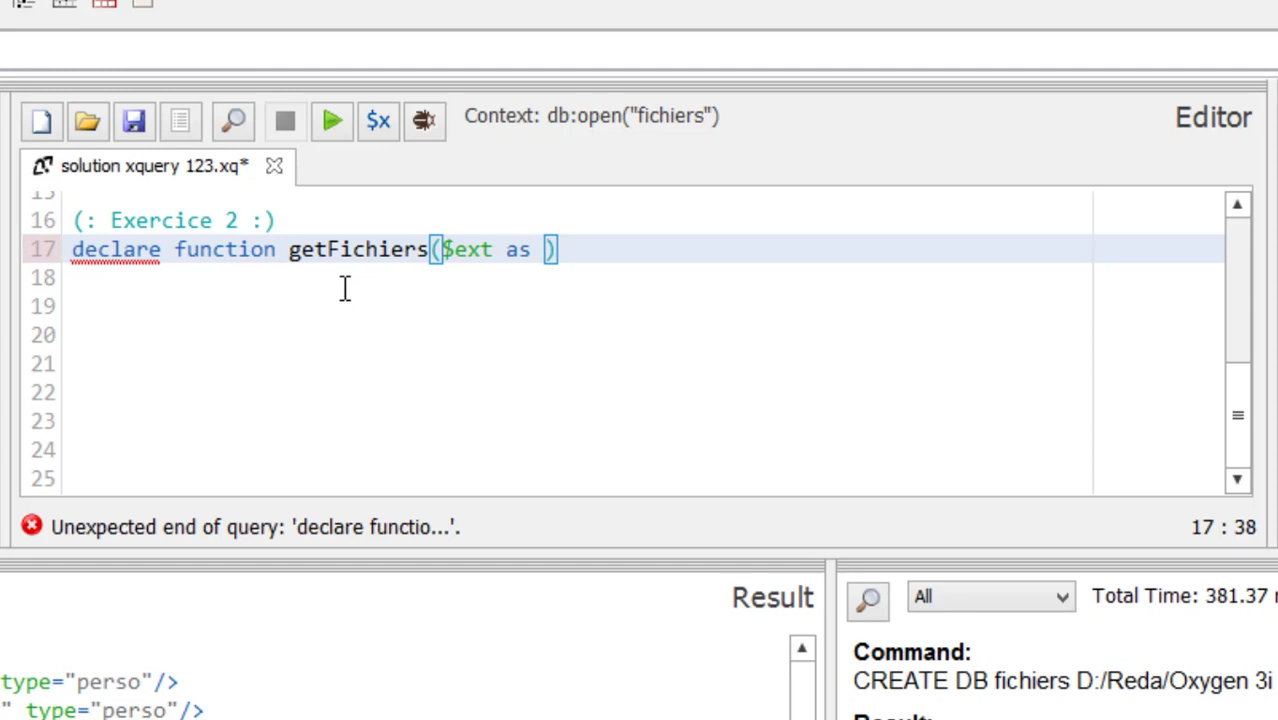 $x
Context: db:open("fichiers")
Editor
solution xquery 123.xq*
15
16 (: Exercice 2 :)
17 declare function getFichiers($ext as )
18
19
20
21
22
23
24
25
Unexpected end of query: 'declare functio...'.
17 : 38
Result
All
Total Time: 381.37
Command:
CREATE DB fichiers D:/Reda/Oxygen 3i
type="perso"/>
" type="perso"/>